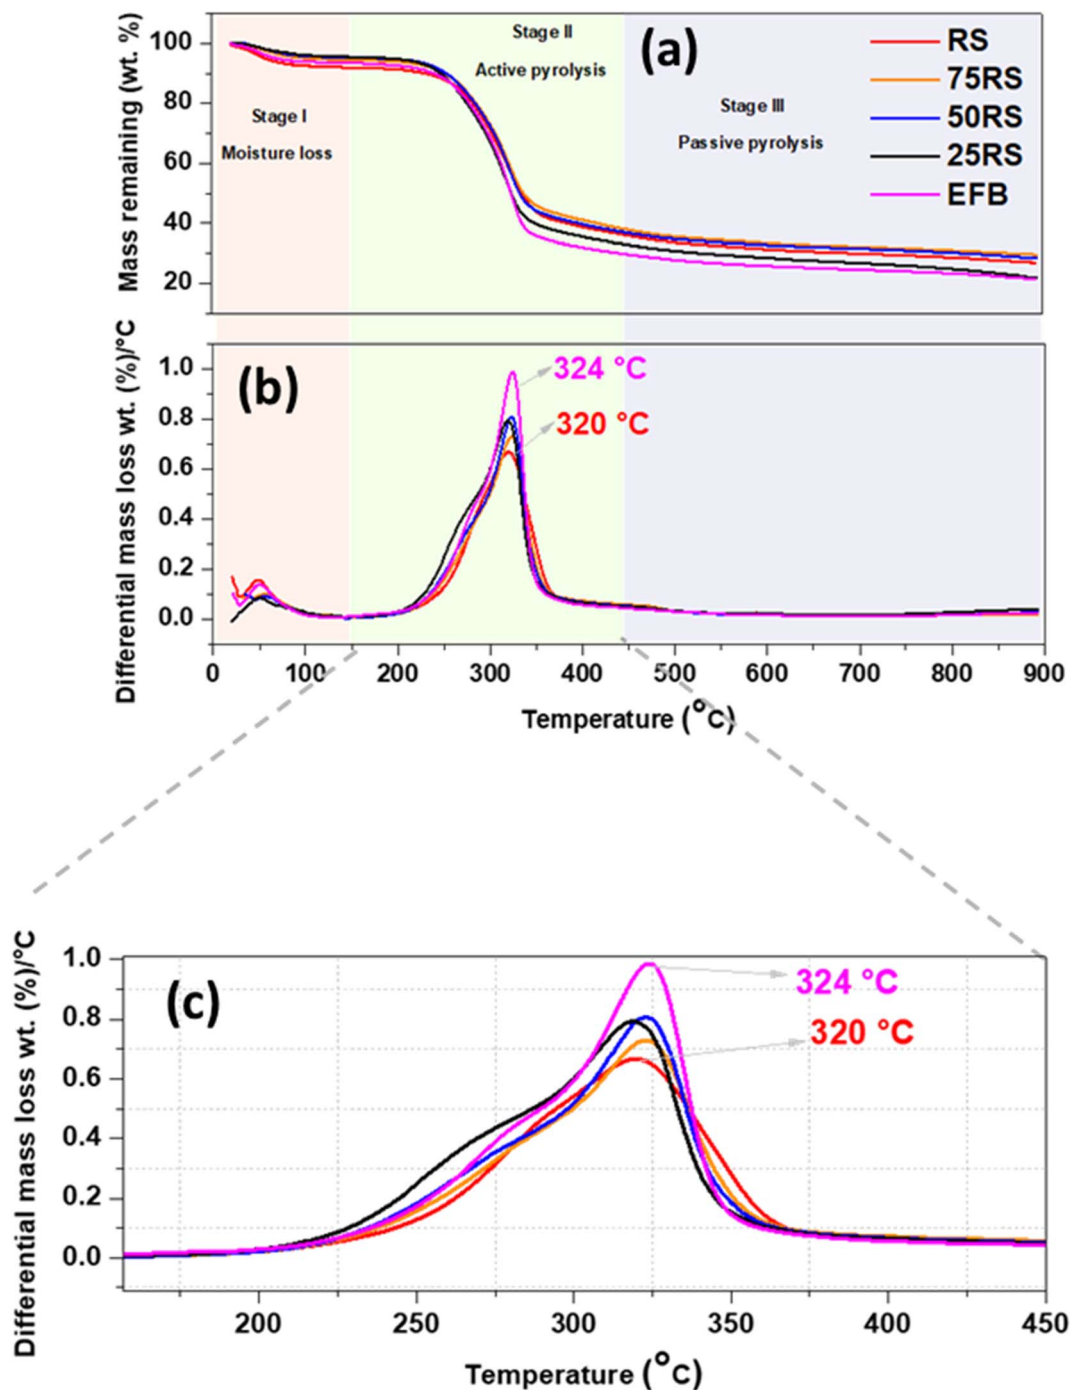 (a)
Mass remaining (wt. %)
100
80
60
40
20
Stage I
Moisture loss
Stage II
Active pyrolysis
Stage III
Passive pyrolysis
RS
75RS
50RS
25RS
EFB
(b)
Differential mass loss wt. (%)/°C
1.0
0.8
0.6
0.4
0.2
0.0
324 °C
320 °C
0 100 200 300 400 500 600 700 800 900
Temperature (°C)
(c)
Differential mass loss wt. (%)/°C
1.0
0.8
0.6
0.4
0.2
0.0
324 °C
320 °C
200 250 300 350 400 450
Temperature (°C)